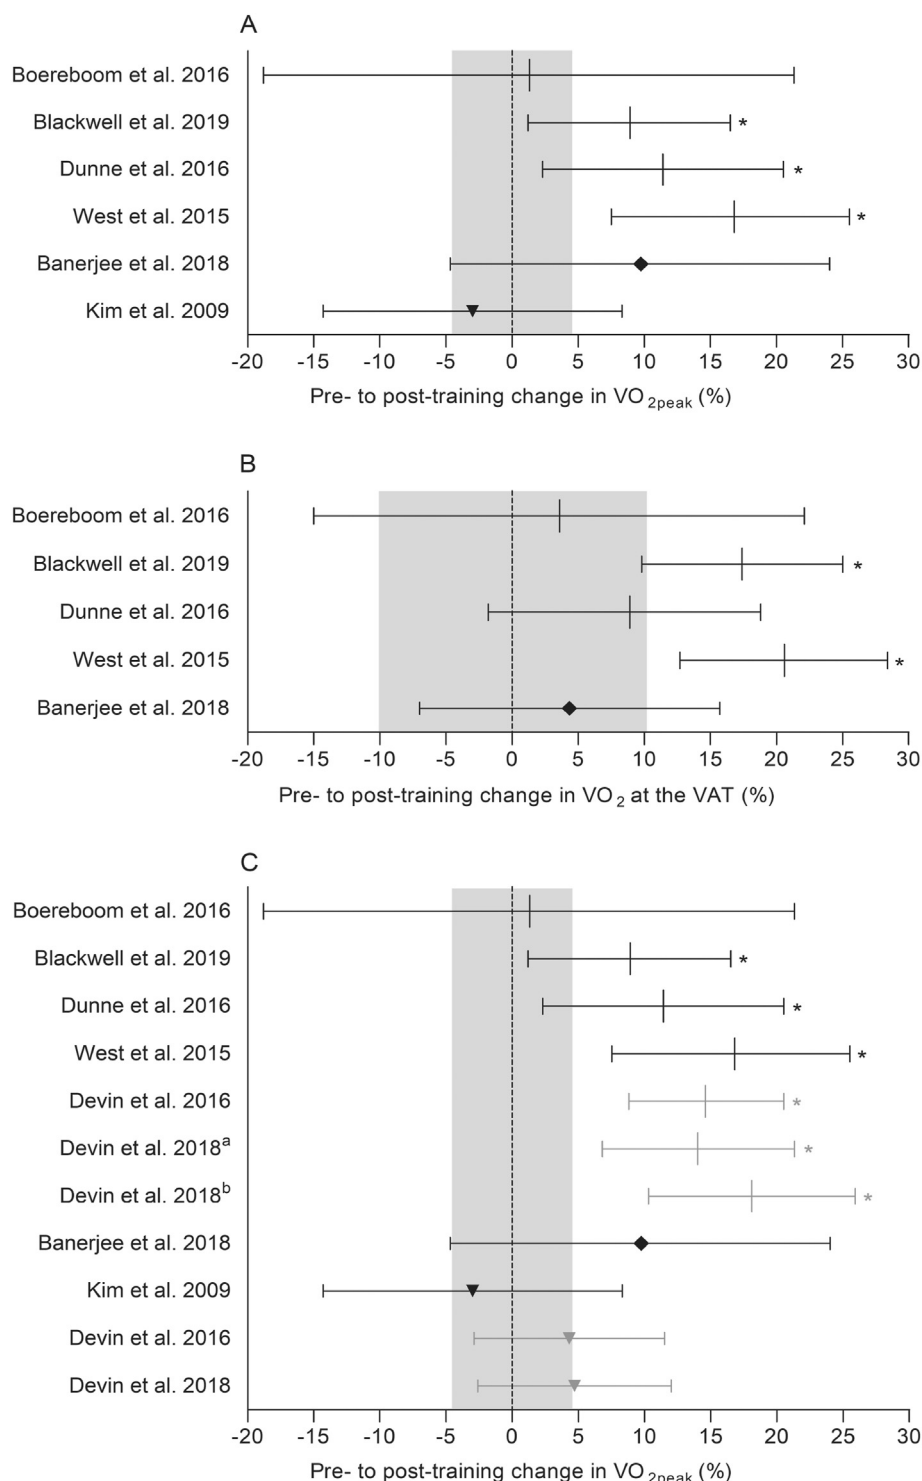 A
Boereboom et al. 2016
Blackwell et al. 2019 *
Dunne et al. 2016 *
West et al. 2015 *
Banerjee et al. 2018
Kim et al. 2009
-20 -15 -10 -5 0 5 10 15 20 25 30
Pre- to post-training change in VO2peak (%)
B
Boereboom et al. 2016
Blackwell et al. 2019 *
Dunne et al. 2016
West et al. 2015 *
Banerjee et al. 2018
-20 -15 -10 -5 0 5 10 15 20 25 30
Pre- to post-training change in VO2 at the VAT (%)
C
Boereboom et al. 2016
Blackwell et al. 2019 *
Dunne et al. 2016 *
West et al. 2015 *
Devin et al. 2016 *
Devin et al. 2018a *
Devin et al. 2018b *
Banerjee et al. 2018
Kim et al. 2009
Devin et al. 2016
Devin et al. 2018
-20 -15 -10 -5 0 5 10 15 20 25 30
Pre- to post-training change in VO2peak (%)